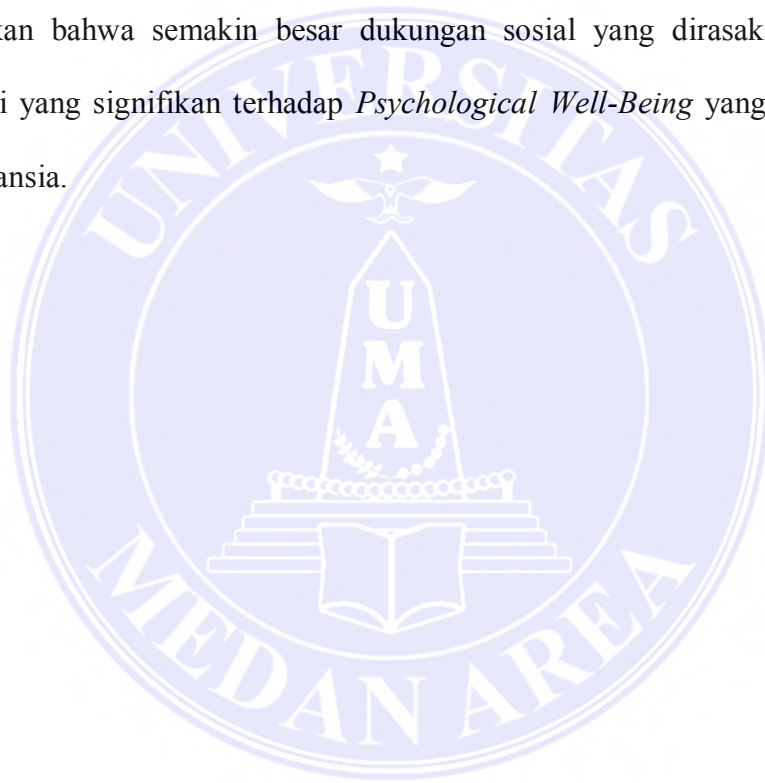 kan bahwa semakin besar dukungan sosial yang dirasak
i yang signifikan terhadap Psychological Well-Being yang
ansia.
UNIVERSITAS
UMA
MEDAN AREA